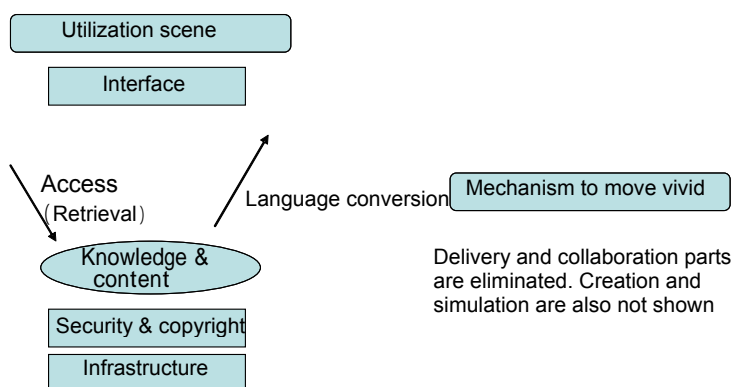 Utilization scene
Interface
Access
(Retrieval)
Language conversion
Mechanism to move vivid
Knowledge &
content
Delivery and collaboration parts
are eliminated. Creation and
simulation are also not shown
Security & copyright
Infrastructure